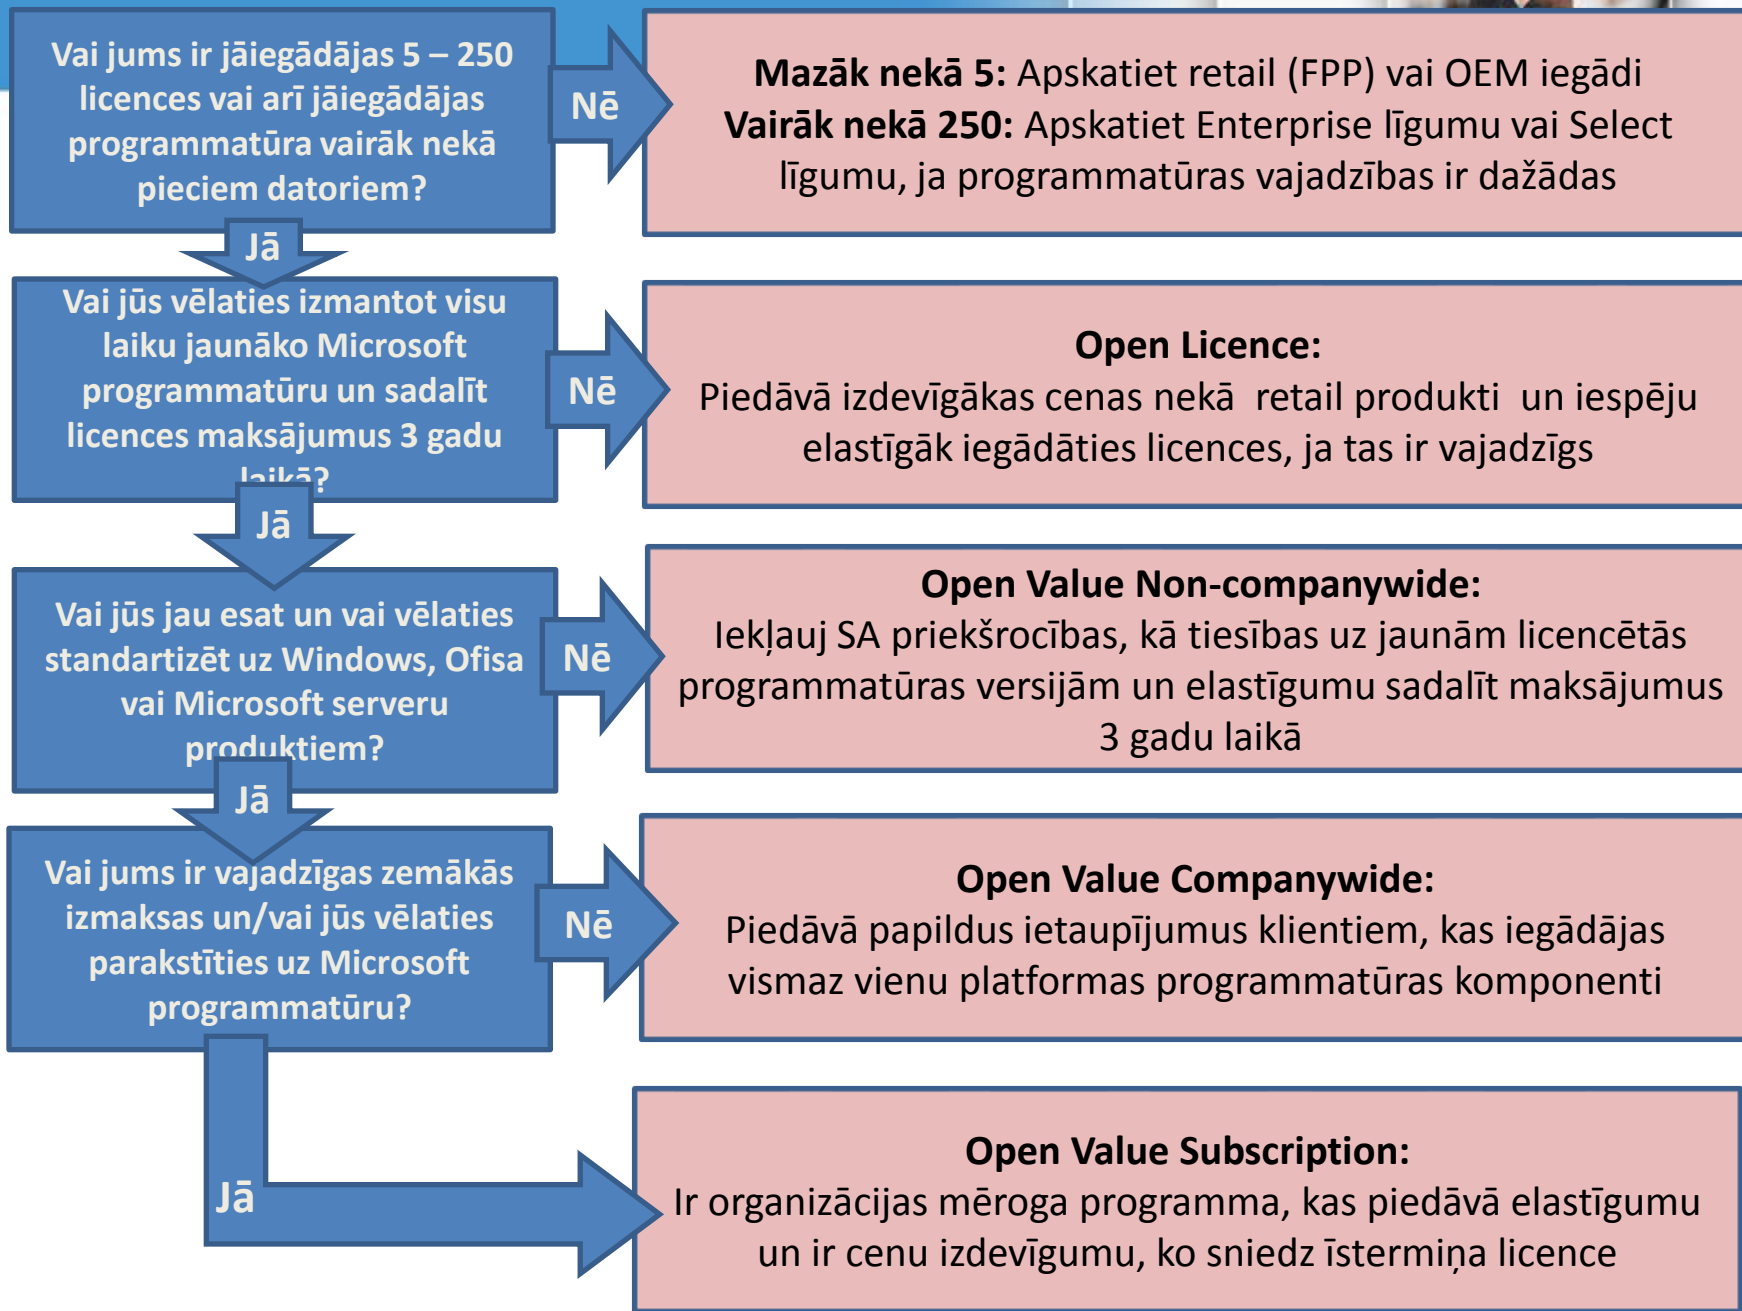 Vai jums ir jāiegādājas 5 – 250
licences vai arī jāiegādājas
programmatūra vairāk nekā
pieciem datoriem?
Nē
Mazāk nekā 5: Apskatiet retail (FPP) vai OEM iegādi
Vairāk nekā 250: Apskatiet Enterprise līgumu vai Select
līgumu, ja programmatūras vajadzības ir dažādas
Jā
Vai jūs vēlaties izmantot visu
laiku jaunāko Microsoft
programmatūru un sadalīt
licences maksājumus 3 gadu
laikā?
Nē
Open Licence:
Piedāvā izdevīgākas cenas nekā retail produkti un iespēju
elastīgāk iegādāties licences, ja tas ir vajadzīgs
Jā
Vai jūs jau esat un vai vēlaties
standartizēt uz Windows, Ofisa
vai Microsoft serveru
produktiem?
Nē
Open Value Non-companywide:
Iekļauj SA priekšrocības, kā tiesības uz jaunām licencētās
programmatūras versijām un elastīgumu sadalīt maksājumus
3 gadu laikā
Jā
Vai jums ir vajadzīgas zemākās
izmaksas un/vai jūs vēlaties
parakstīties uz Microsoft
programmatūru?
Nē
Open Value Companywide:
Piedāvā papildus ietaupījumus klientiem, kas iegādājas
vismaz vienu platformas programmatūras komponenti
Jā
Open Value Subscription:
Ir organizācijas mēroga programma, kas piedāvā elastīgumu
un ir cenu izdevīgumu, ko sniedz īstermiņa licence